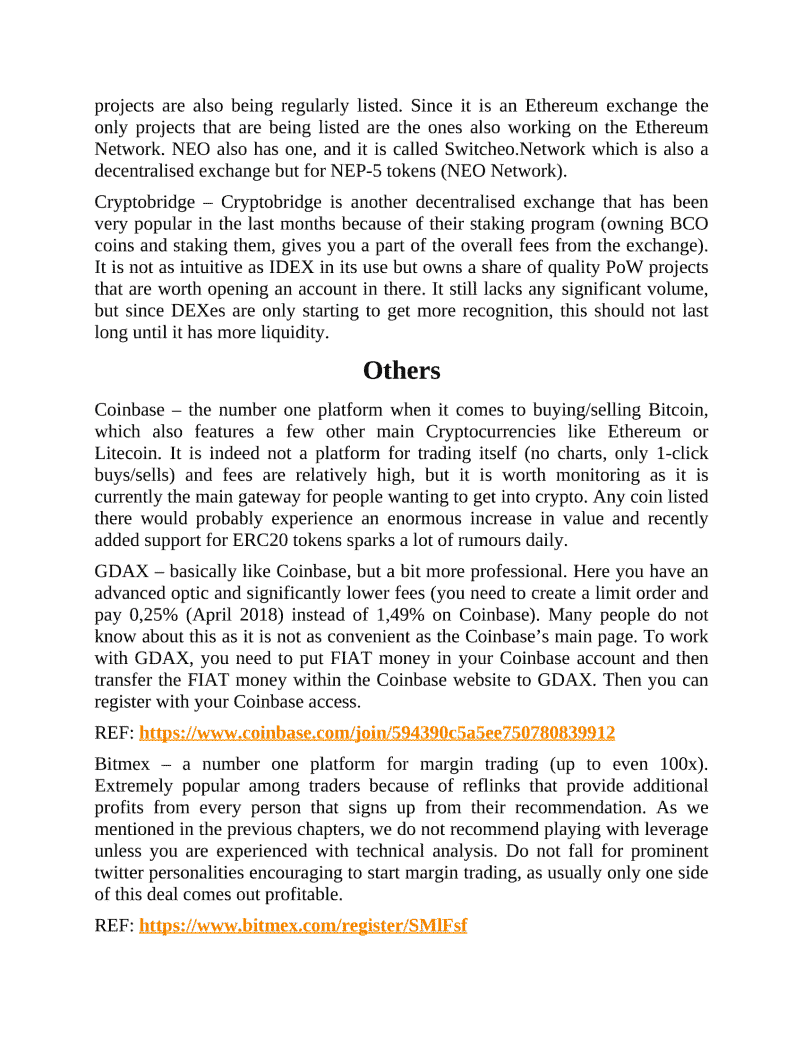 projects are also being regularly listed. Since it is an Ethereum exchange the
only projects that are being listed are the ones also working on the Ethereum
Network. NEO also has one, and it is called Switcheo.Network which is also a
decentralised exchange but for NEP-5 tokens (NEO Network).
Cryptobridge – Cryptobridge is another decentralised exchange that has been
very popular in the last months because of their staking program (owning BCO
coins and staking them, gives you a part of the overall fees from the exchange).
It is not as intuitive as IDEX in its use but owns a share of quality PoW projects
that are worth opening an account in there. It still lacks any significant volume,
but since DEXes are only starting to get more recognition, this should not last
long until it has more liquidity.
Others
Coinbase – the number one platform when it comes to buying/selling Bitcoin,
which also features a few other main Cryptocurrencies like Ethereum or
Litecoin. It is indeed not a platform for trading itself (no charts, only 1-click
buys/sells) and fees are relatively high, but it is worth monitoring as it is
currently the main gateway for people wanting to get into crypto. Any coin listed
there would probably experience an enormous increase in value and recently
added support for ERC20 tokens sparks a lot of rumours daily.
GDAX – basically like Coinbase, but a bit more professional. Here you have an
advanced optic and significantly lower fees (you need to create a limit order and
pay 0,25% (April 2018) instead of 1,49% on Coinbase). Many people do not
know about this as it is not as convenient as the Coinbase’s main page. To work
with GDAX, you need to put FIAT money in your Coinbase account and then
transfer the FIAT money within the Coinbase website to GDAX. Then you can
register with your Coinbase access.
REF: https://www.coinbase.com/join/594390c5a5ee750780839912
Bitmex – a number one platform for margin trading (up to even 100x).
Extremely popular among traders because of reflinks that provide additional
profits from every person that signs up from their recommendation. As we
mentioned in the previous chapters, we do not recommend playing with leverage
unless you are experienced with technical analysis. Do not fall for prominent
twitter personalities encouraging to start margin trading, as usually only one side
of this deal comes out profitable.
REF: https://www.bitmex.com/register/SMlFsf